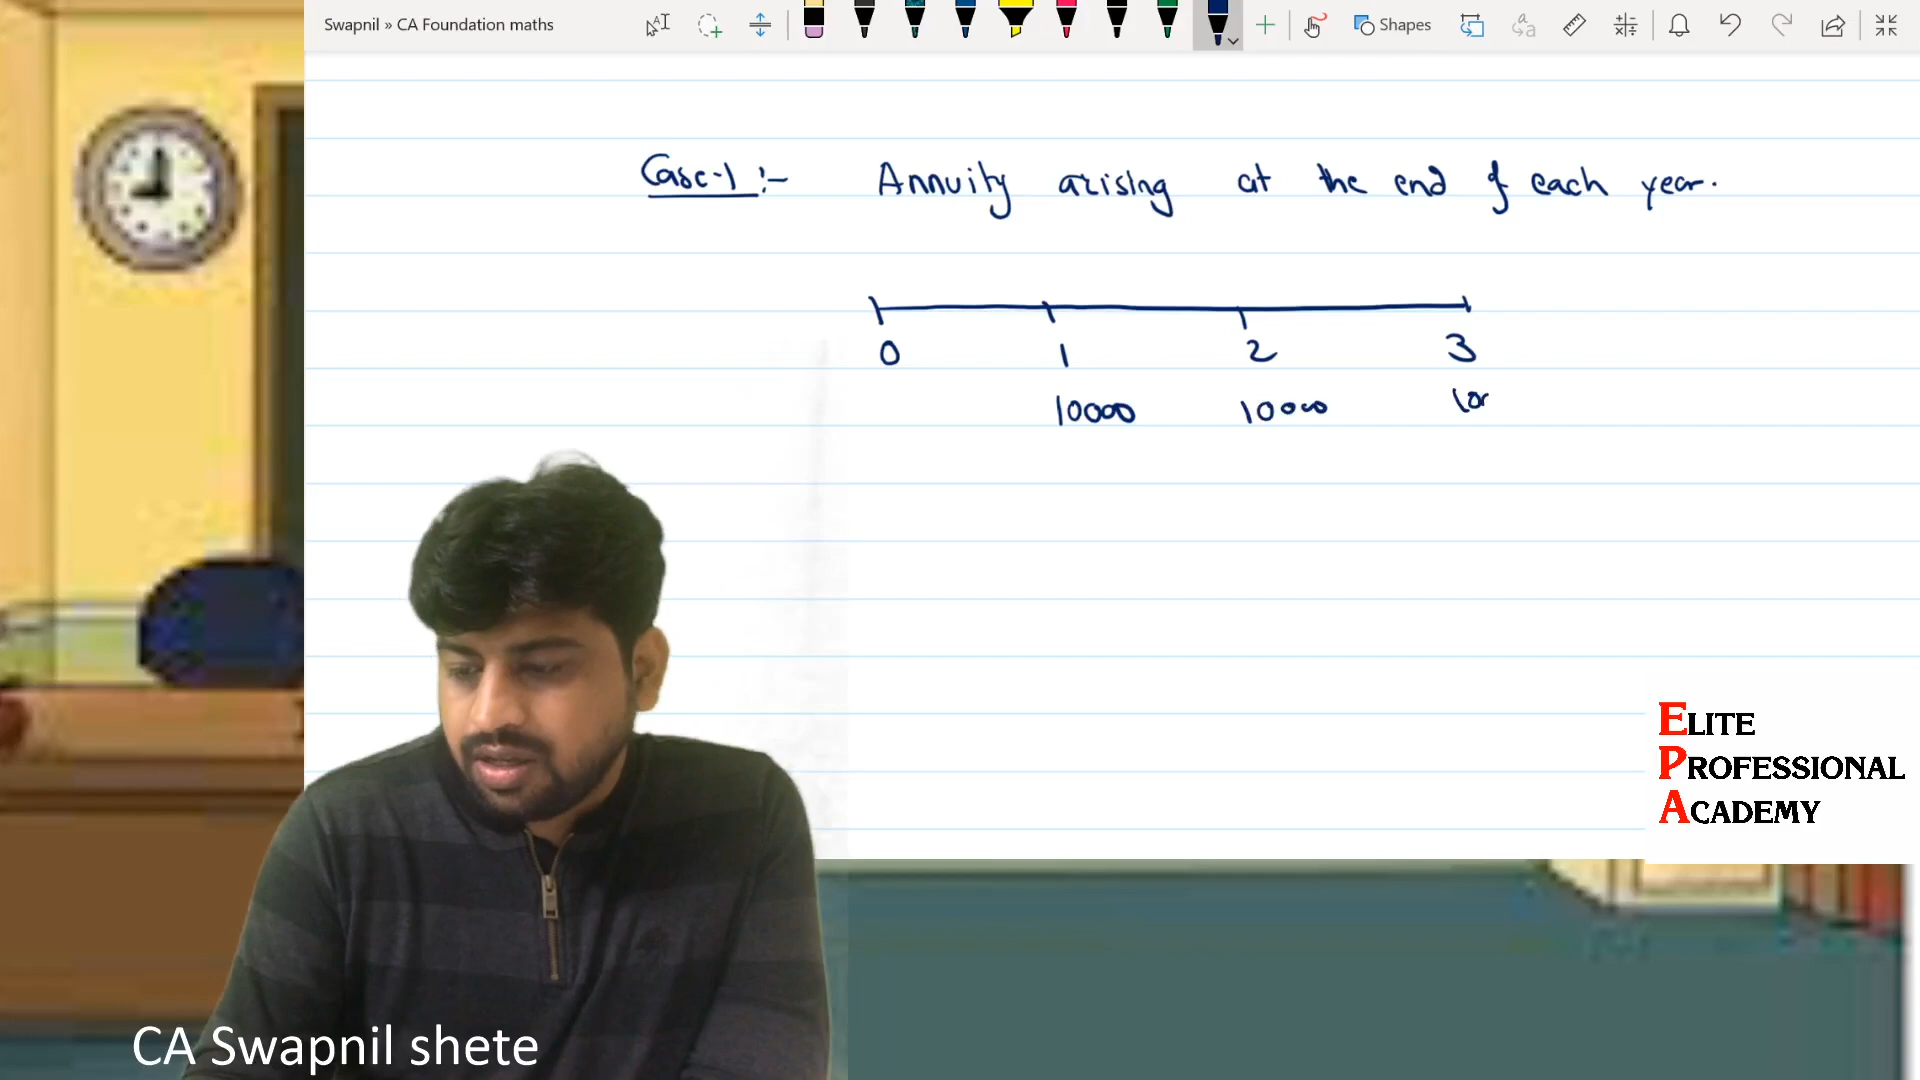 Swapnil » CA Foundation maths
Shapes
Case-1 :- Annuity arising at the end of each year.
0 1 2 3
10000 10000 100
ELITE
PROFESSIONAL
ACADEMY
CA Swapnil shete